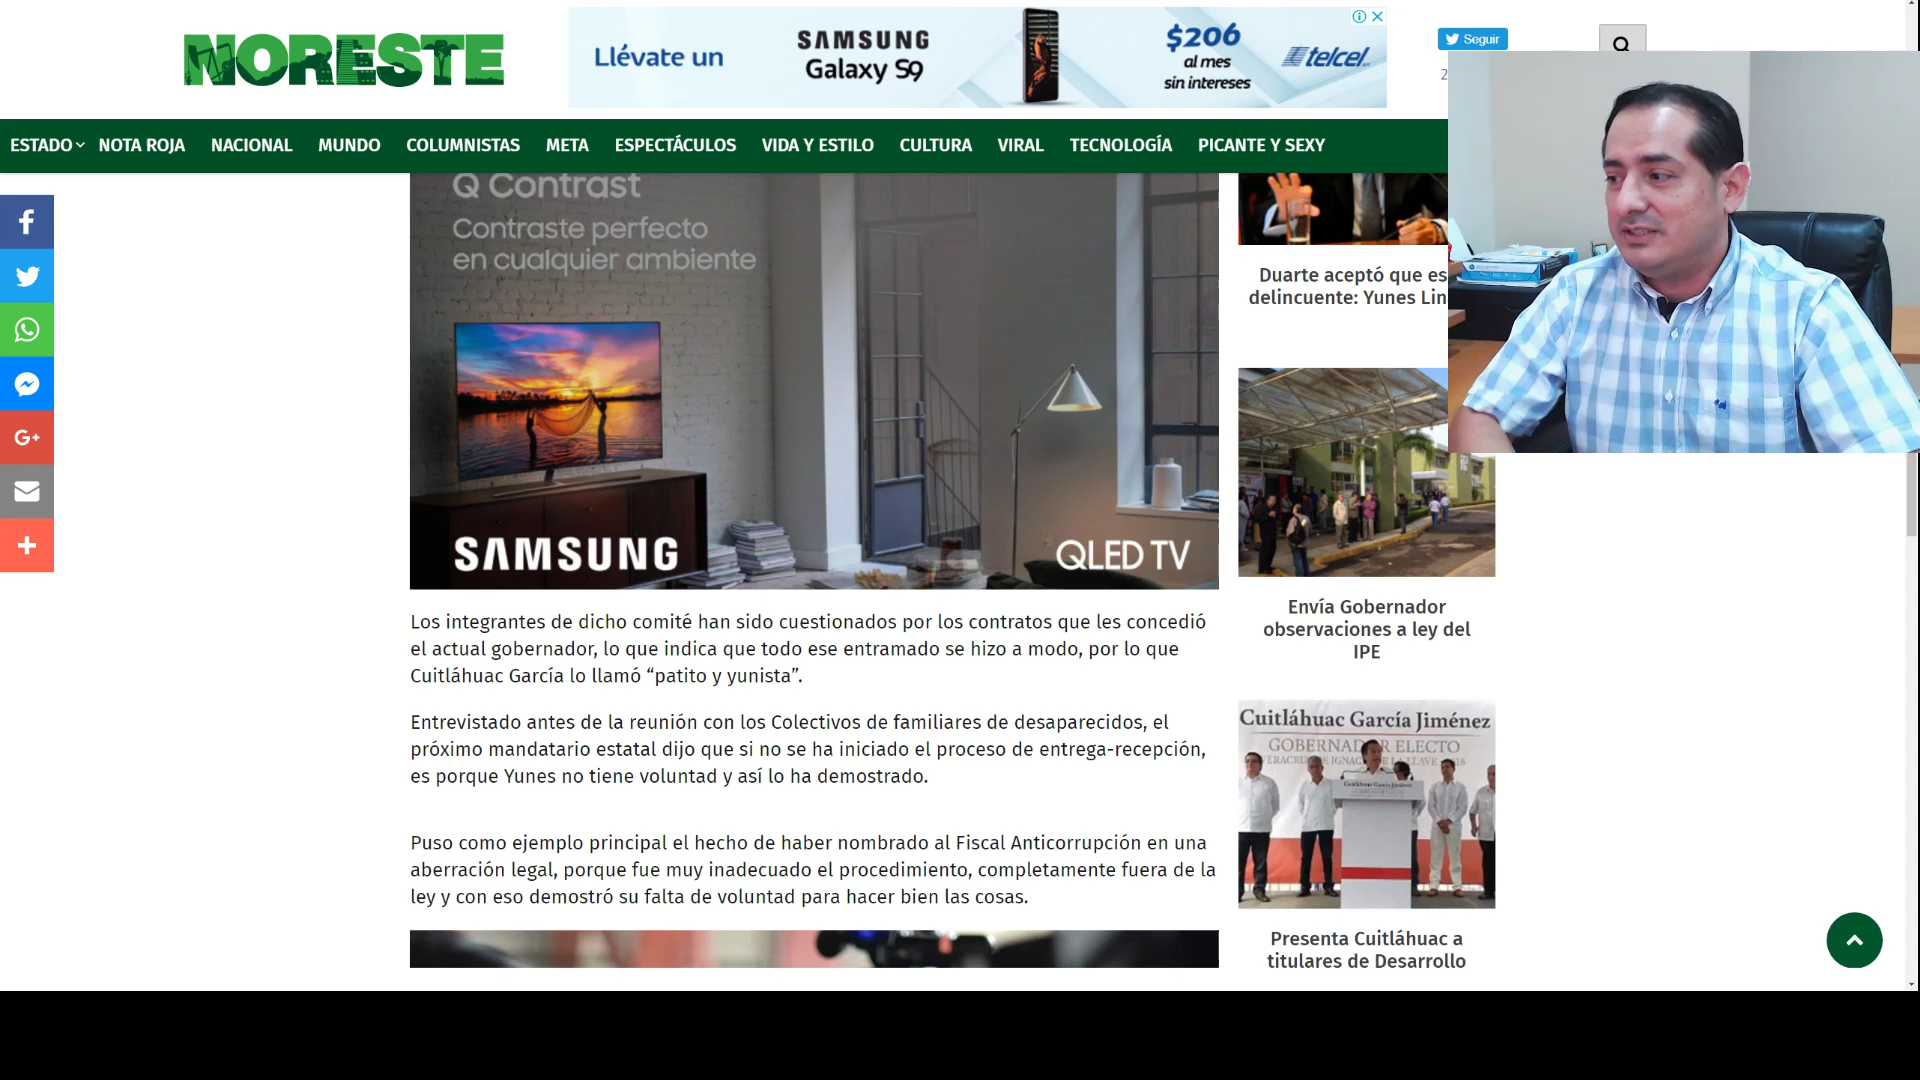 NORESTE
Llévate un
SAMSUNG
Galaxy S9
$206
al mes
sin intereses
telcel
Seguir
2
ESTADO NOTA ROJA NACIONAL MUNDO COLUMNISTAS META ESPECTÁCULOS VIDA Y ESTILO CULTURA VIRAL TECNOLOGÍA PICANTE Y SEXY
Q Contrast
Contraste perfecto
en cualquier ambiente
SAMSUNG
QLED TV
Los integrantes de dicho comité han sido cuestionados por los contratos que les concedió
el actual gobernador, lo que indica que todo ese entramado se hizo a modo, por lo que
Cuitláhuac García lo llamó “patito y yunista”.
Entrevistado antes de la reunión con los Colectivos de familiares de desaparecidos, el
próximo mandatario estatal dijo que si no se ha iniciado el proceso de entrega-recepción,
es porque Yunes no tiene voluntad y así lo ha demostrado.
Puso como ejemplo principal el hecho de haber nombrado al Fiscal Anticorrupción en una
aberración legal, porque fue muy inadecuado el procedimiento, completamente fuera de la
ley y con eso demostró su falta de voluntad para hacer bien las cosas.
Duarte aceptó que es
delincuente: Yunes Lin
Envía Gobernador
observaciones a ley del
IPE
Cuitláhuac García Jiménez
GOBERNADOR ELECTO
Cuitláhuac García Jiménez
Presenta Cuitláhuac a
titulares de Desarrollo